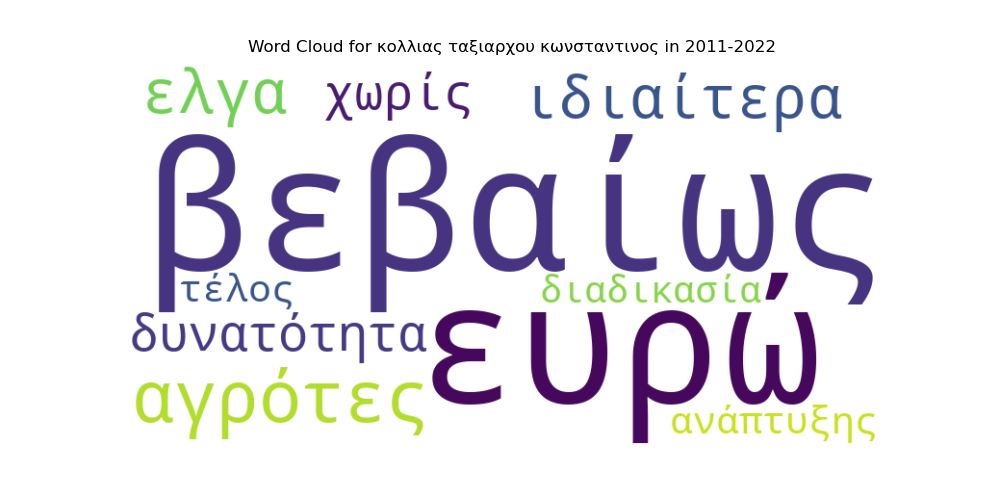 Word Cloud for κολλιας ταξιαρχου κωνσταντινος in 2011-2022
ελγα χωρίς ιδιαίτερα
βεβαίως
τέλος διαδικασία
δυνατότητα ευρώ
αγρότες ανάπτυξης